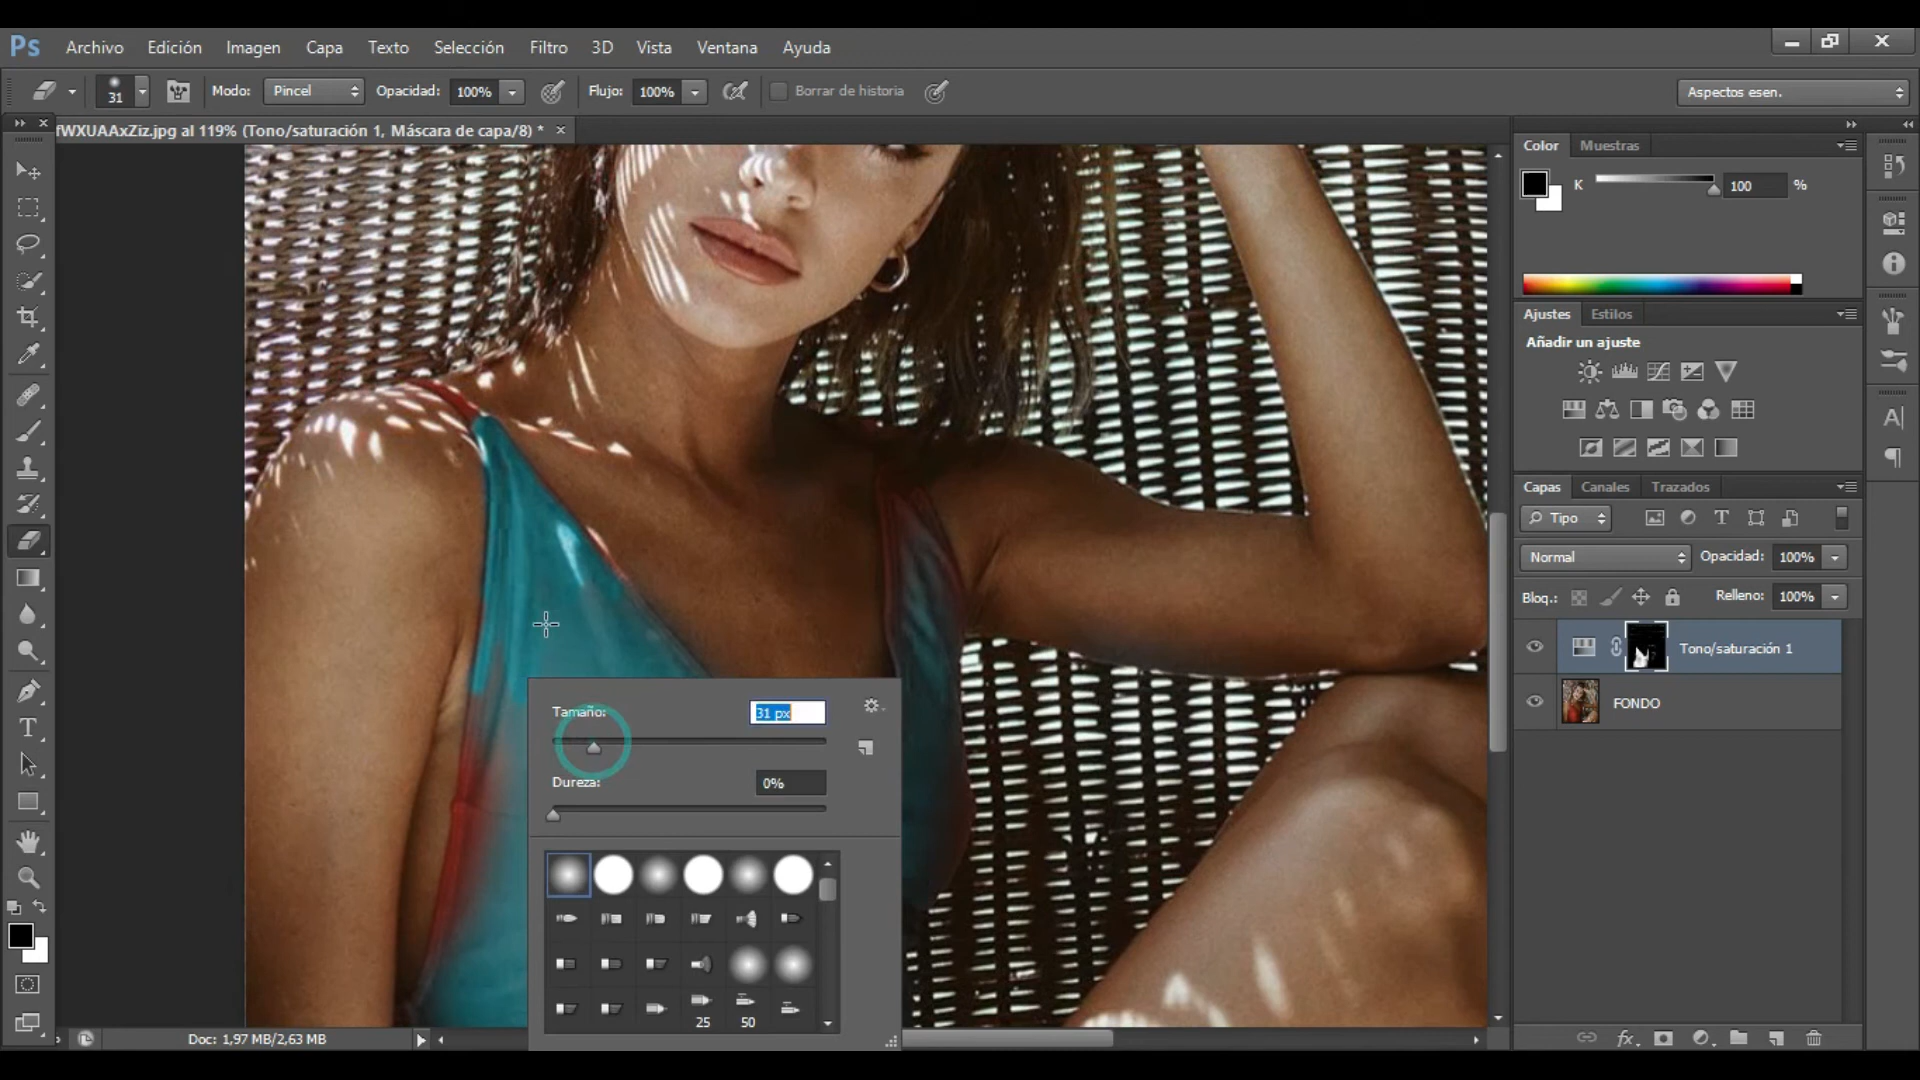 Ps Archivo Edición Imagen Capa Texto Selección Filtro 3D Vista Ventana Ayuda
31 Modo: Pincel Opacidad: 100% Flujo: 100% Borrar de historia Aspectos esen.
fWXUAAxZiz.jpg al 119% (Tono/saturación 1, Máscara de capa/8) *
Color Muestras
K 100 %
Ajustes Estilos
Añadir un ajuste
Capas Canales Trazados
Tipo
Normal Opacidad: 100%
Bloq.: Relleno: 100%
Tono/saturación 1
FONDO
Tamaño: 31 px
Dureza: 0%
25 50
Doc: 1,97 MB/2,63 MB